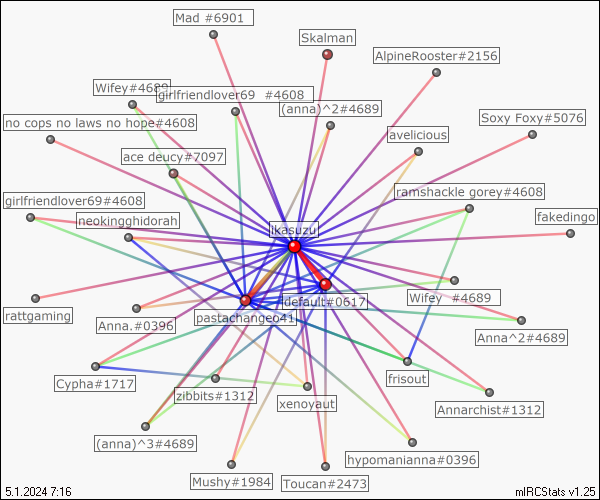 Mad #6901
Skalman
AlpineRooster#2156
Wifey#4689
girlfriendlover69  #4608
(anna)^2#4689
Soxy Foxy#5076
no cops no laws no hope#4608
avelicious
ace deucy#7097
ramshackle gorey#4608
girlfriendlover69#4608
neokingghidorah
fakedingo
Ikasuzu
Wifey  #4689
default#0617
rattgaming
Anna.#0396
pastachangeo41
Anna^2#4689
Cypha#1717
frisout
zibbits#1312
xenoyaut
Annarchist#1312
(anna)^3#4689
hypomanianna#0396
Mushy#1984
Toucan#2473
5.1.2024 7:16
mIRCStats v1.25